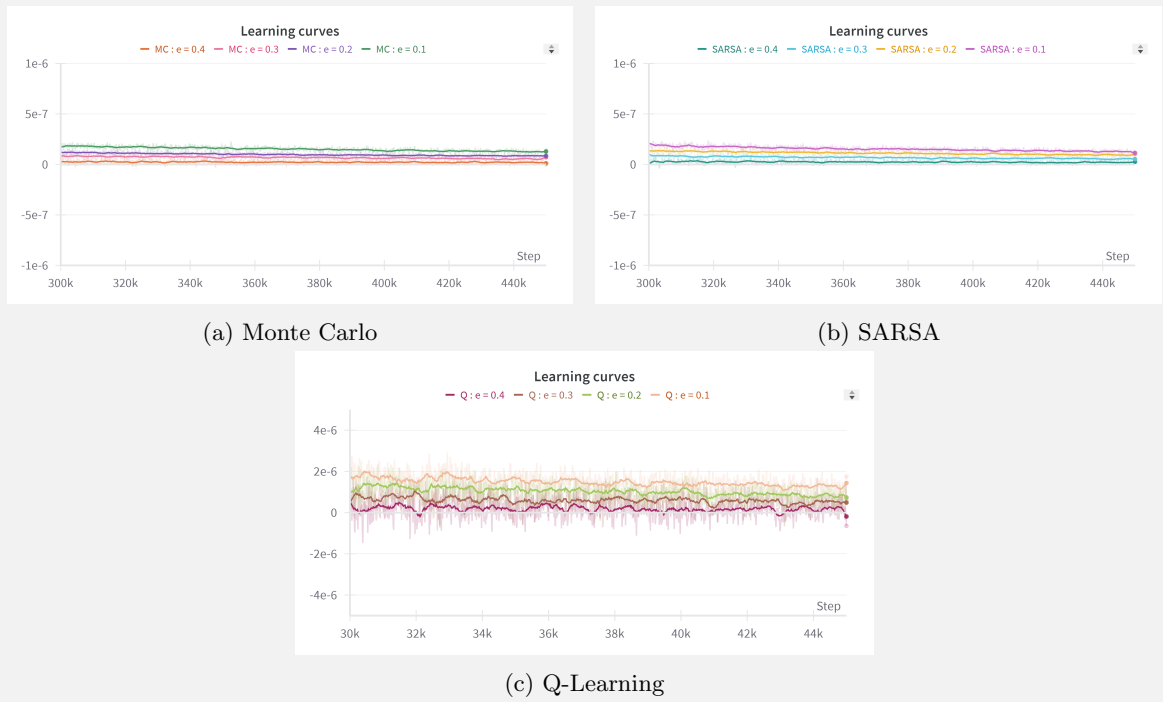 Learning curves
MC : e = 0.4 MC : e = 0.3 MC : e = 0.2 MC : e = 0.1
1e-6
5e-7
0
-5e-7
-1e-6
Step
300k 320k 340k 360k 380k 400k 420k 440k
(a) Monte Carlo
Learning curves
SARSA : e = 0.4 SARSA : e = 0.3 SARSA : e = 0.2 SARSA : e = 0.1
1e-6
5e-7
0
-5e-7
-1e-6
Step
300k 320k 340k 360k 380k 400k 420k 440k
(b) SARSA
Learning curves
Q : e = 0.4 Q : e = 0.3 Q : e = 0.2 Q : e = 0.1
4e-6
2e-6
0
-2e-6
-4e-6
Step
30k 32k 34k 36k 38k 40k 42k 44k
(c) Q-Learning